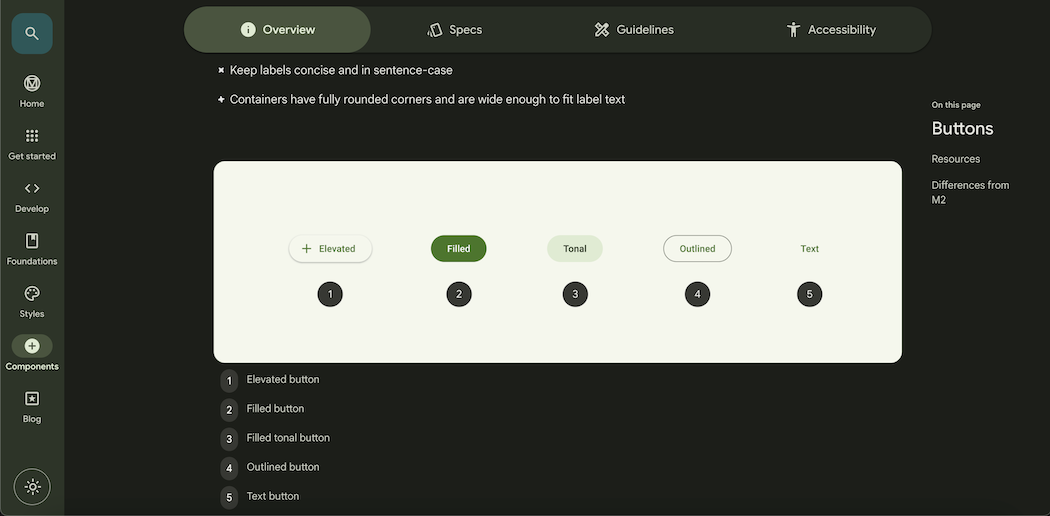 Home
Get started
Develop
Foundations
Styles
Components
Blog
Overview
Specs
Guidelines
Accessibility
Keep labels concise and in sentence-case
Containers have fully rounded corners and are wide enough to fit label text
Elevated
Filled
Tonal
Outlined
Text
1
2
3
4
5
1 Elevated button
2 Filled button
3 Filled tonal button
4 Outlined button
5 Text button
On this page
Buttons
Resources
Differences from
M2